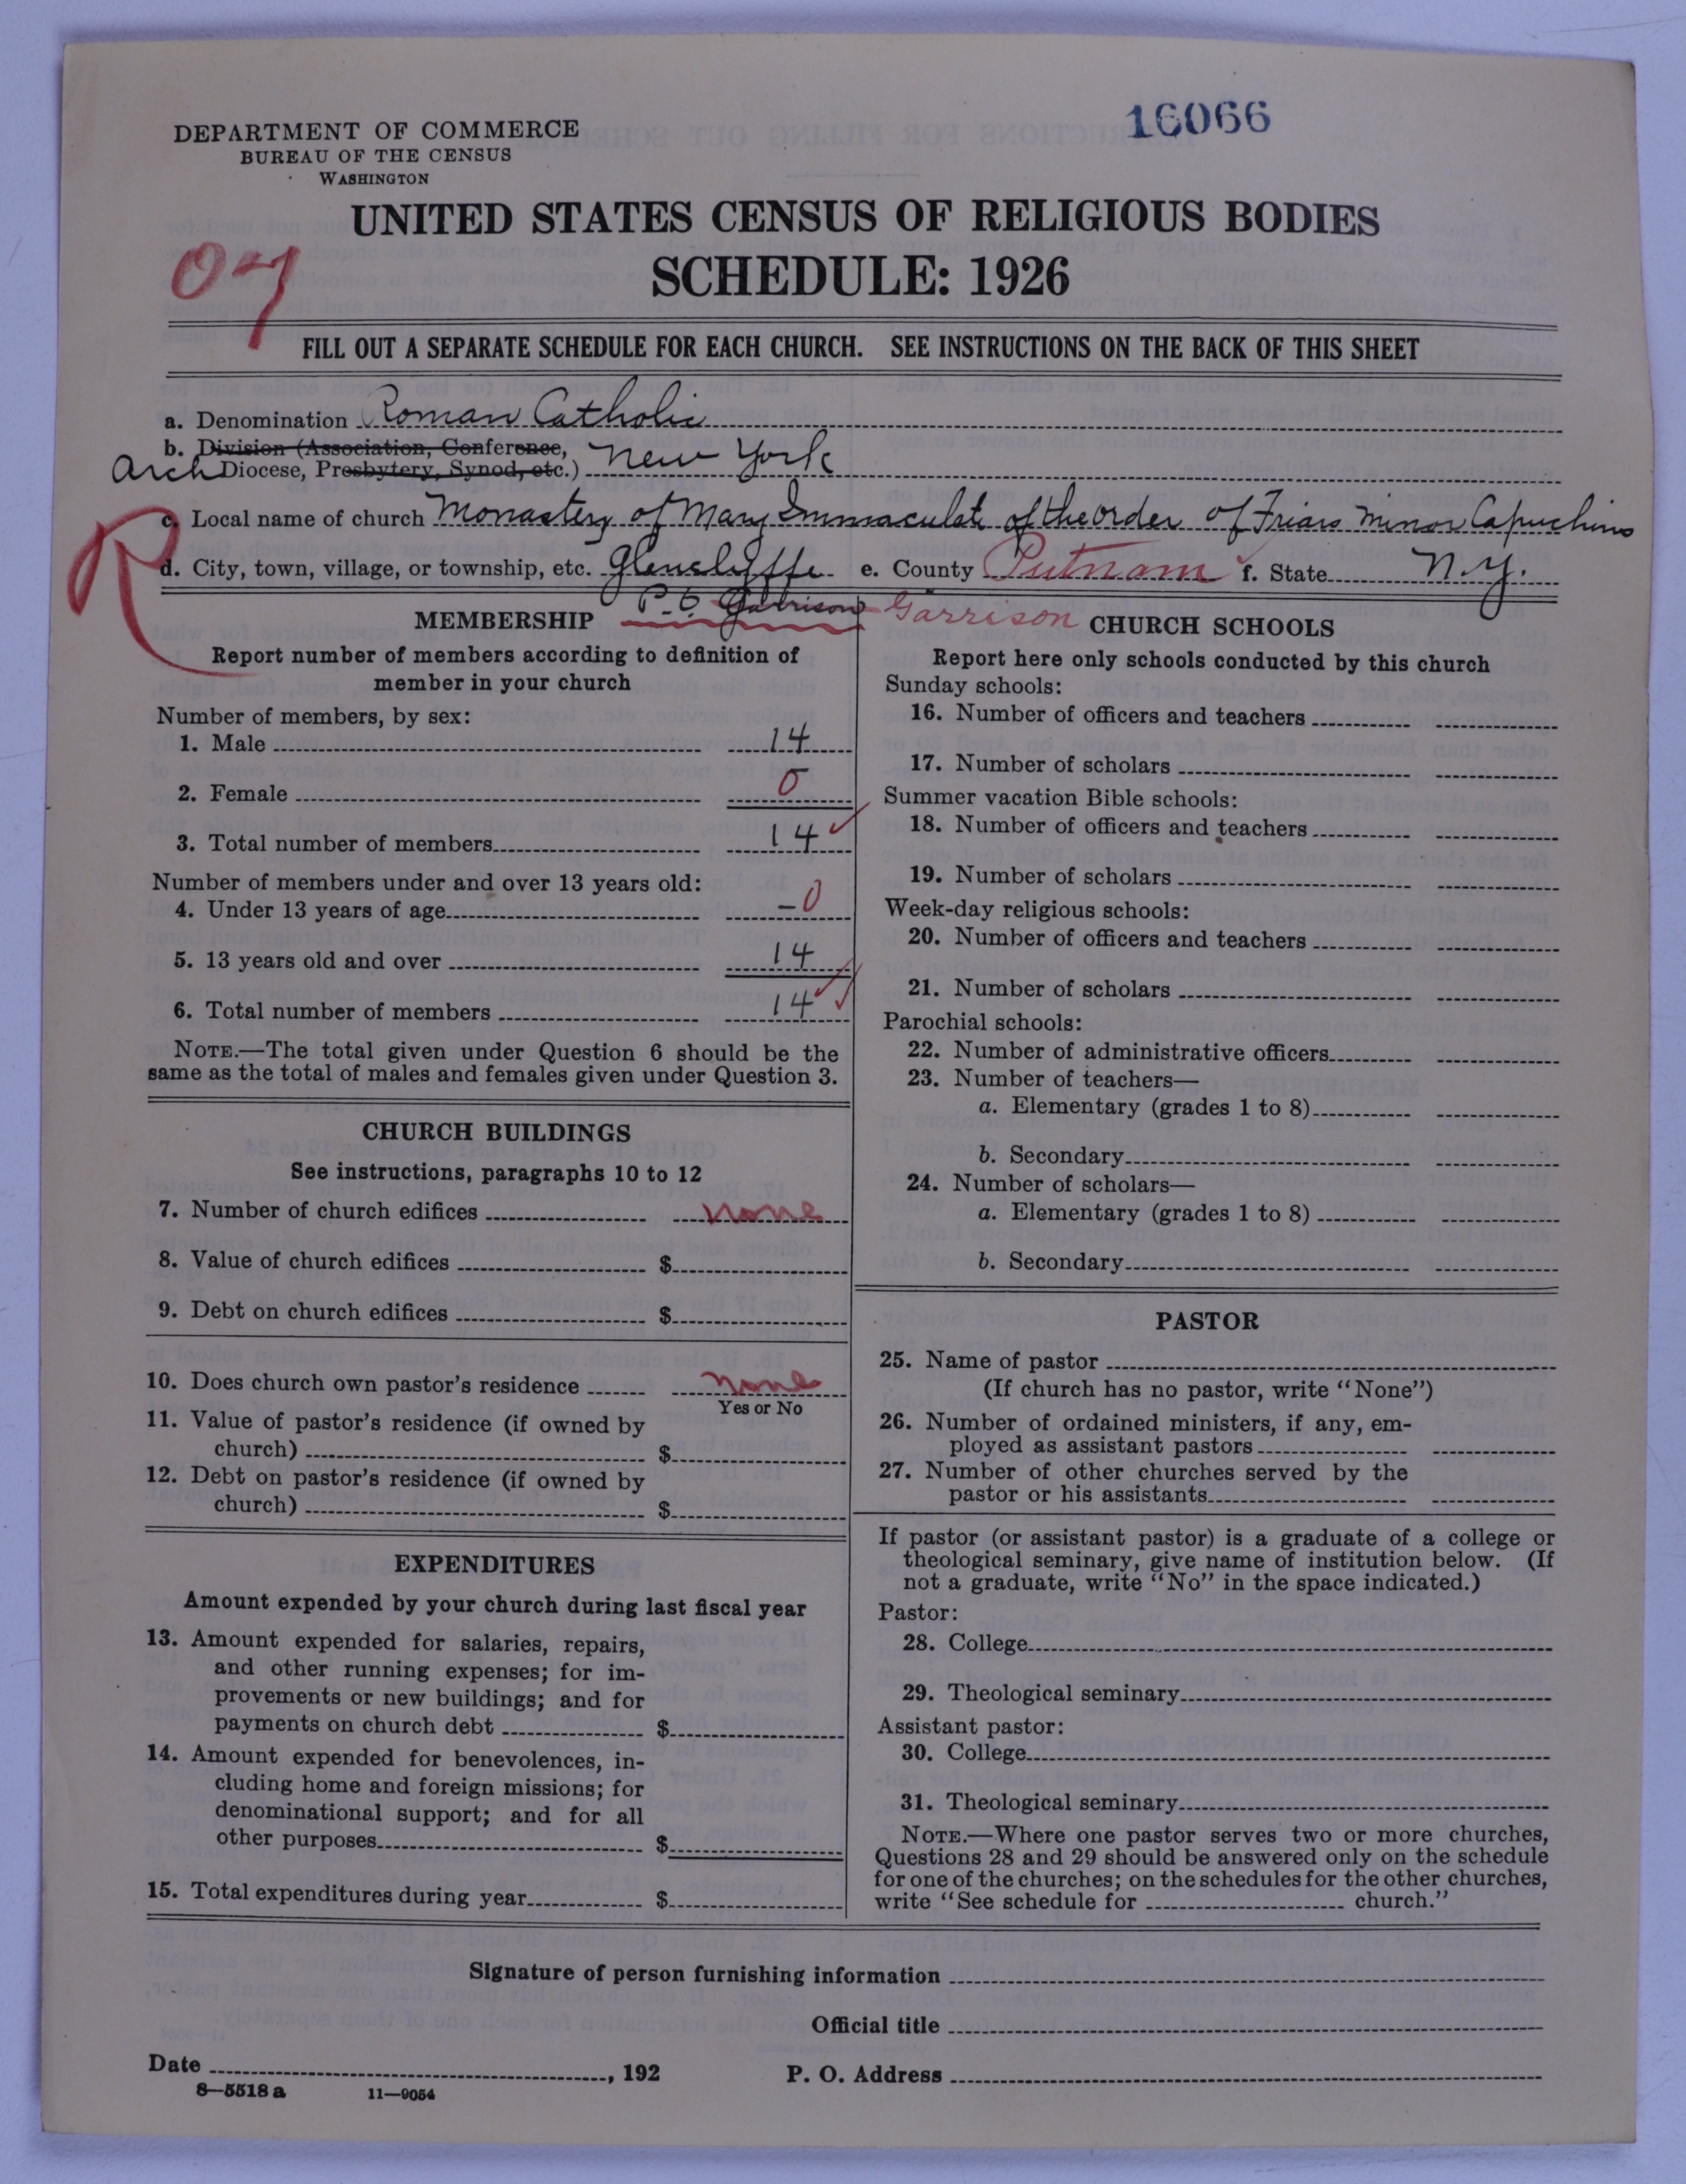 16066
DEPARTMENT OF COMMERCE
BUREAU OF THE CENSUS
WASHINGTON
UNITED STATES CENSUS OF RELIGIOUS BODIES
07
SCHEDULE: 1926
FILL OUT A SEPARATE SCHEDULE FOR EACH CHURCH. SEE INSTRUCTIONS ON THE BACK OF THIS SHEET
a. Denomination Roman Catholic
b. Division (Association, Conference,
Arch Diocese, Presbytery, Synod, etc.) New York
R
c. Local name of church Monastery of Mary Immaculate of the order of Friars Minor Capuchins
d. City, town, village, or township, etc. Glenclyffe e. County Putnam f. State N.Y.
P.O. Garrison Garrison
MEMBERSHIP
Report number of members according to definition of
member in your church
Number of members, by sex:
1. Male 14
2. Female 0
3. Total number of members 14
Number of members under and over 13 years old:
4. Under 13 years of age –0
5. 13 years old and over 14
6. Total number of members 14
NOTE.—The total given under Question 6 should be the
same as the total of males and females given under Question 3.
CHURCH BUILDINGS
See instructions, paragraphs 10 to 12
7. Number of church edifices none
8. Value of church edifices $
9. Debt on church edifices $
10. Does church own pastor's residence none
Yes or No
11. Value of pastor's residence (if owned by
church) $
12. Debt on pastor's residence (if owned by
church) $
EXPENDITURES
Amount expended by your church during last fiscal year
13. Amount expended for salaries, repairs,
and other running expenses; for im-
provements or new buildings; and for
payments on church debt $
14. Amount expended for benevolences, in-
cluding home and foreign missions; for
denominational support; and for all
other purposes $
15. Total expenditures during year $
CHURCH SCHOOLS
Report here only schools conducted by this church
Sunday schools:
16. Number of officers and teachers
17. Number of scholars
Summer vacation Bible schools:
18. Number of officers and teachers
19. Number of scholars
Week-day religious schools:
20. Number of officers and teachers
21. Number of scholars
Parochial schools:
22. Number of administrative officers
23. Number of teachers—
a. Elementary (grades 1 to 8)
b. Secondary
24. Number of scholars—
a. Elementary (grades 1 to 8)
b. Secondary
PASTOR
25. Name of pastor
(If church has no pastor, write "None")
26. Number of ordained ministers, if any, em-
ployed as assistant pastors
27. Number of other churches served by the
pastor or his assistants
If pastor (or assistant pastor) is a graduate of a college or
theological seminary, give name of institution below. (If
not a graduate, write "No" in the space indicated.)
Pastor:
28. College
29. Theological seminary
Assistant pastor:
30. College
31. Theological seminary
NOTE.—Where one pastor serves two or more churches,
Questions 28 and 29 should be answered only on the schedule
for one of the churches; on the schedules for the other churches,
write "See schedule for church."
Signature of person furnishing information
Official title
Date , 192 P. O. Address
8—5518 a 11—9054